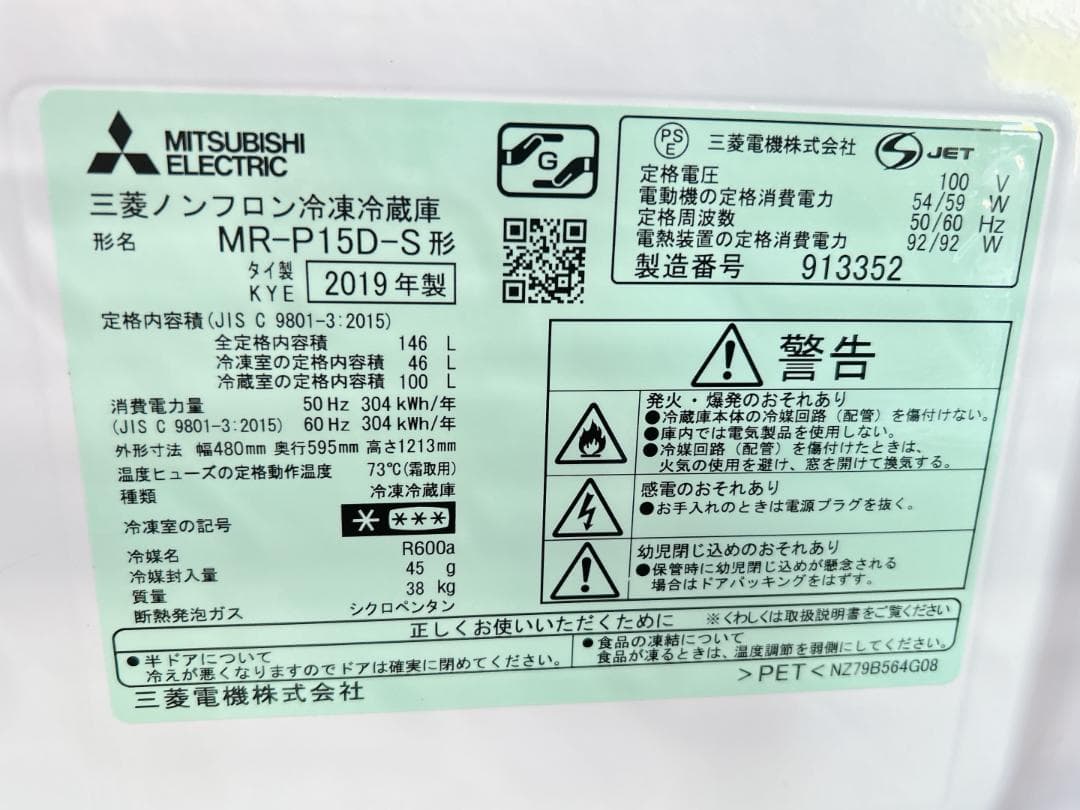 MITSUBISHI
ELECTRIC
三菱ノンフロン冷凍冷蔵庫
形名 MR-P15D-S形
タイ製
KYE 2019年製
G
定格内容積(JIS C 9801-3:2015)
全定格内容積 146 L
冷凍室の定格内容積 46 L
冷蔵室の定格内容積 100 L
消費電力量 50Hz 304kWh/年
(JIS C 9801-3:2015) 60Hz 304kWh/年
外形寸法 幅480mm 奥行595mm 高さ1213mm
温度ヒューズの定格動作温度 73℃(霜取用)
種類 冷凍冷蔵庫
冷凍室の記号
冷媒名 R600a
冷媒封入量 45 g
質量 38 kg
断熱発泡ガス シクロペンタン
PSE 三菱電機株式会社 S JET
定格電圧 100 V
電動機の定格消費電力 54/59 W
定格周波数 50/60 Hz
電熱装置の定格消費電力 92/92 W
製造番号 913352
警告
発火・爆発のおそれあり
●冷蔵庫本体の冷媒回路（配管）を傷付けない。
●庫内では電気製品を使用しない。
●冷媒回路（配管）を傷付けたときは、
火気の使用を避け、窓を開けて換気する。
感電のおそれあり
●お手入れのときは電源プラグを抜く。
幼児閉じ込めのおそれあり
●保管時に幼児閉じ込めが懸念される
場合はドアパッキングをはずす。
正しくお使いいただくために ※くわしくは取扱説明書をご覧ください
●半ドアについて
冷えが悪くなりますのでドアは確実に閉めてください。
●食品の凍結について
食品が凍るときは、温度調節を弱側にしてください。
三菱電機株式会社
>PET< NZ79B564G08